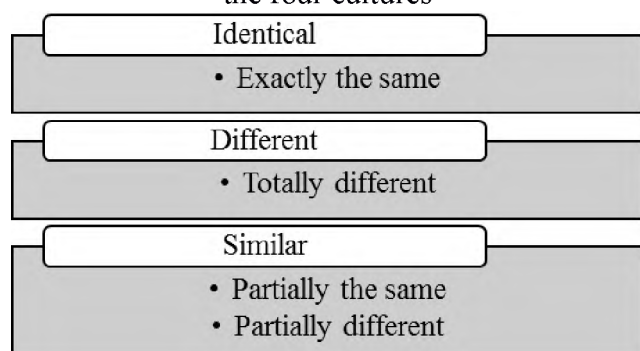 the four cultures
Identical
• Exactly the same
Different
• Totally different
Similar
• Partially the same
• Partially different